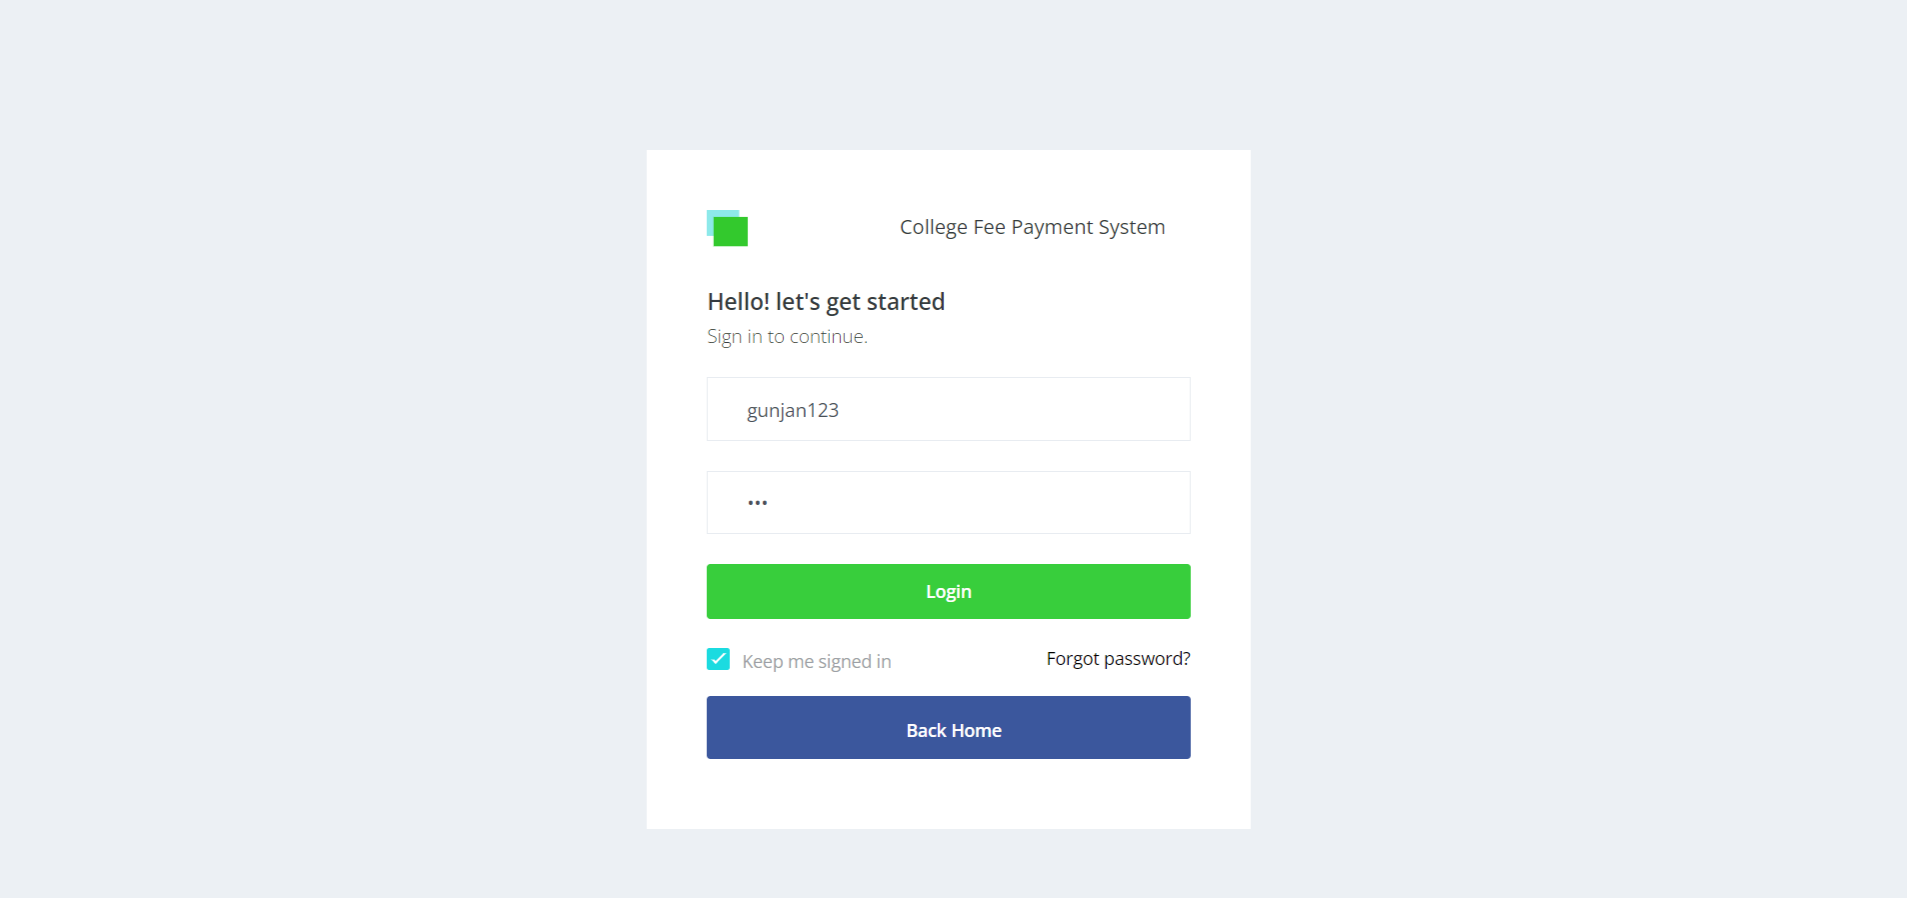 College Fee Payment System
Hello! let's get started
Sign in to continue.
gunjan123
•••
Login
Keep me signed in
Forgot password?
Back Home